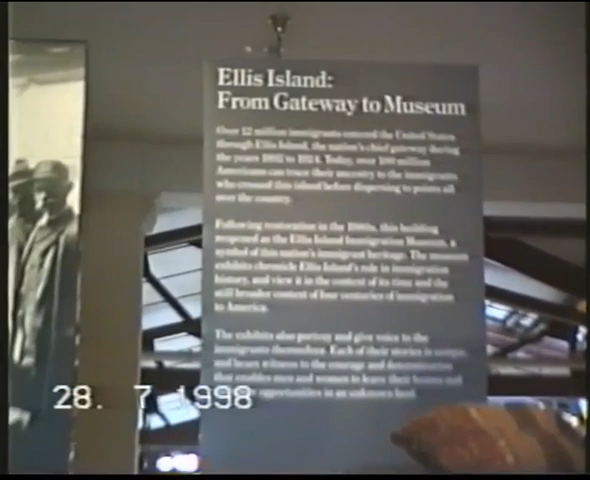 Ellis Island:
From Gateway to Museum
Over 12 million immigrants entered the United States
through Ellis Island, the nation's chief gateway during
the years 1892 to 1924. Today, over 100 million
Americans can trace their ancestry to the immigrants
who crossed this island before dispersing to points all
over the country.
Following restoration in the 1980s, this building
reopened as the Ellis Island Immigration Museum, a
symbol of this nation's immigrant heritage. The museum
exhibits chronicle Ellis Island's role in immigration
history, and view it in the context of its time and the
still broader context of four centuries of immigration
to America.
The exhibits also portray and give voice to the
immigrants themselves. Each of their stories is unique
and bears witness to the courage and determination
that enables men and women to leave their homes and
opportunities in an unknown land.
28. 7. 1998